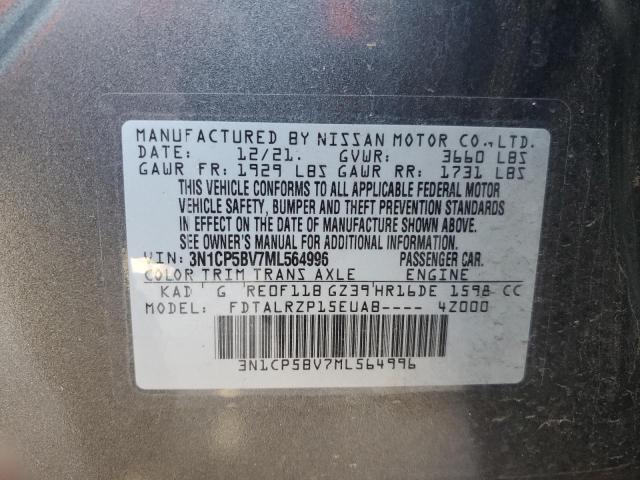 MANUFACTURED BY NISSAN MOTOR CO., LTD.
DATE: 12/21. GVWR: 3660 LBS
GAWR FR: 1929 LBS GAWR RR: 1731 LBS
THIS VEHICLE CONFORMS TO ALL APPLICABLE FEDERAL MOTOR
VEHICLE SAFETY, BUMPER AND THEFT PREVENTION STANDARDS
IN EFFECT ON THE DATE OF MANUFACTURE SHOWN ABOVE.
SEE OWNER'S MANUAL FOR ADDITIONAL INFORMATION.
VIN: 3N1CP5BV7ML564996 PASSENGER CAR.
COLOR TRIM TRANS AXLE ENGINE
KAD G RE0F11B GZ39 HR16DE 1598 CC
MODEL: FDTALRZP15EUAB---- 4Z000
3N1CP5BV7ML564996